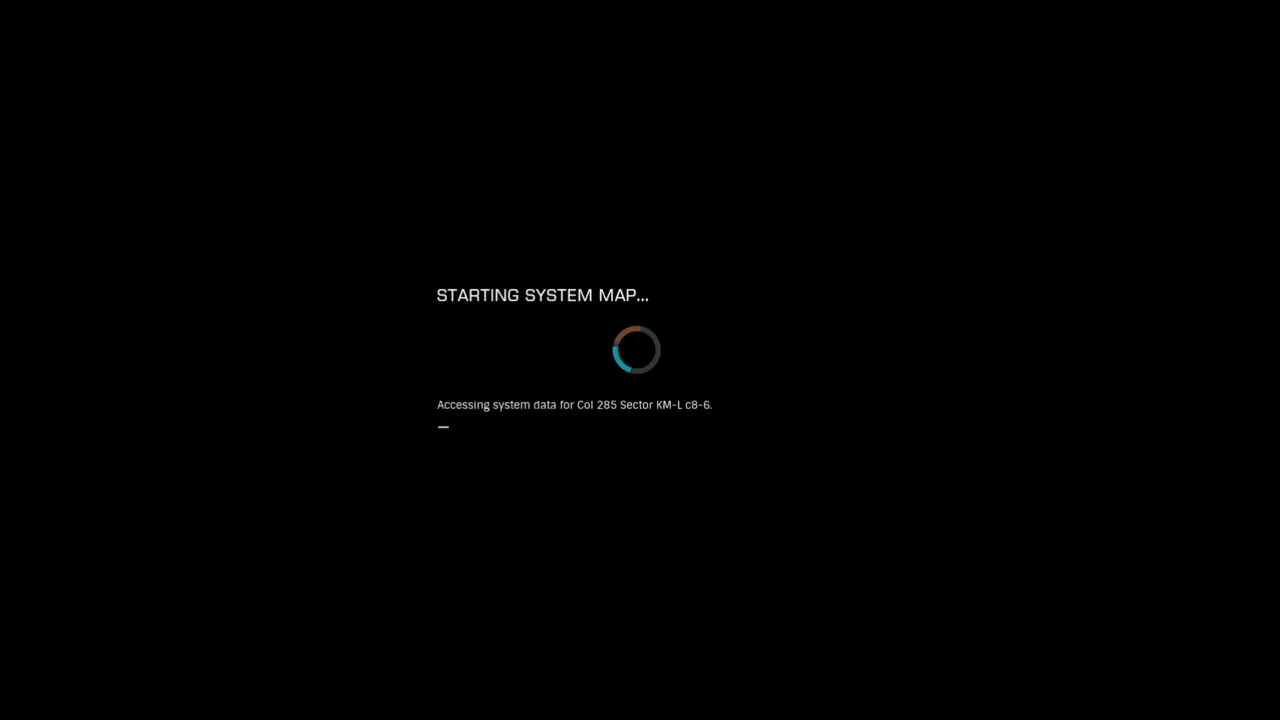 STARTING SYSTEM MAP...
Accessing system data for Col 285 Sector KM-L c8-6.